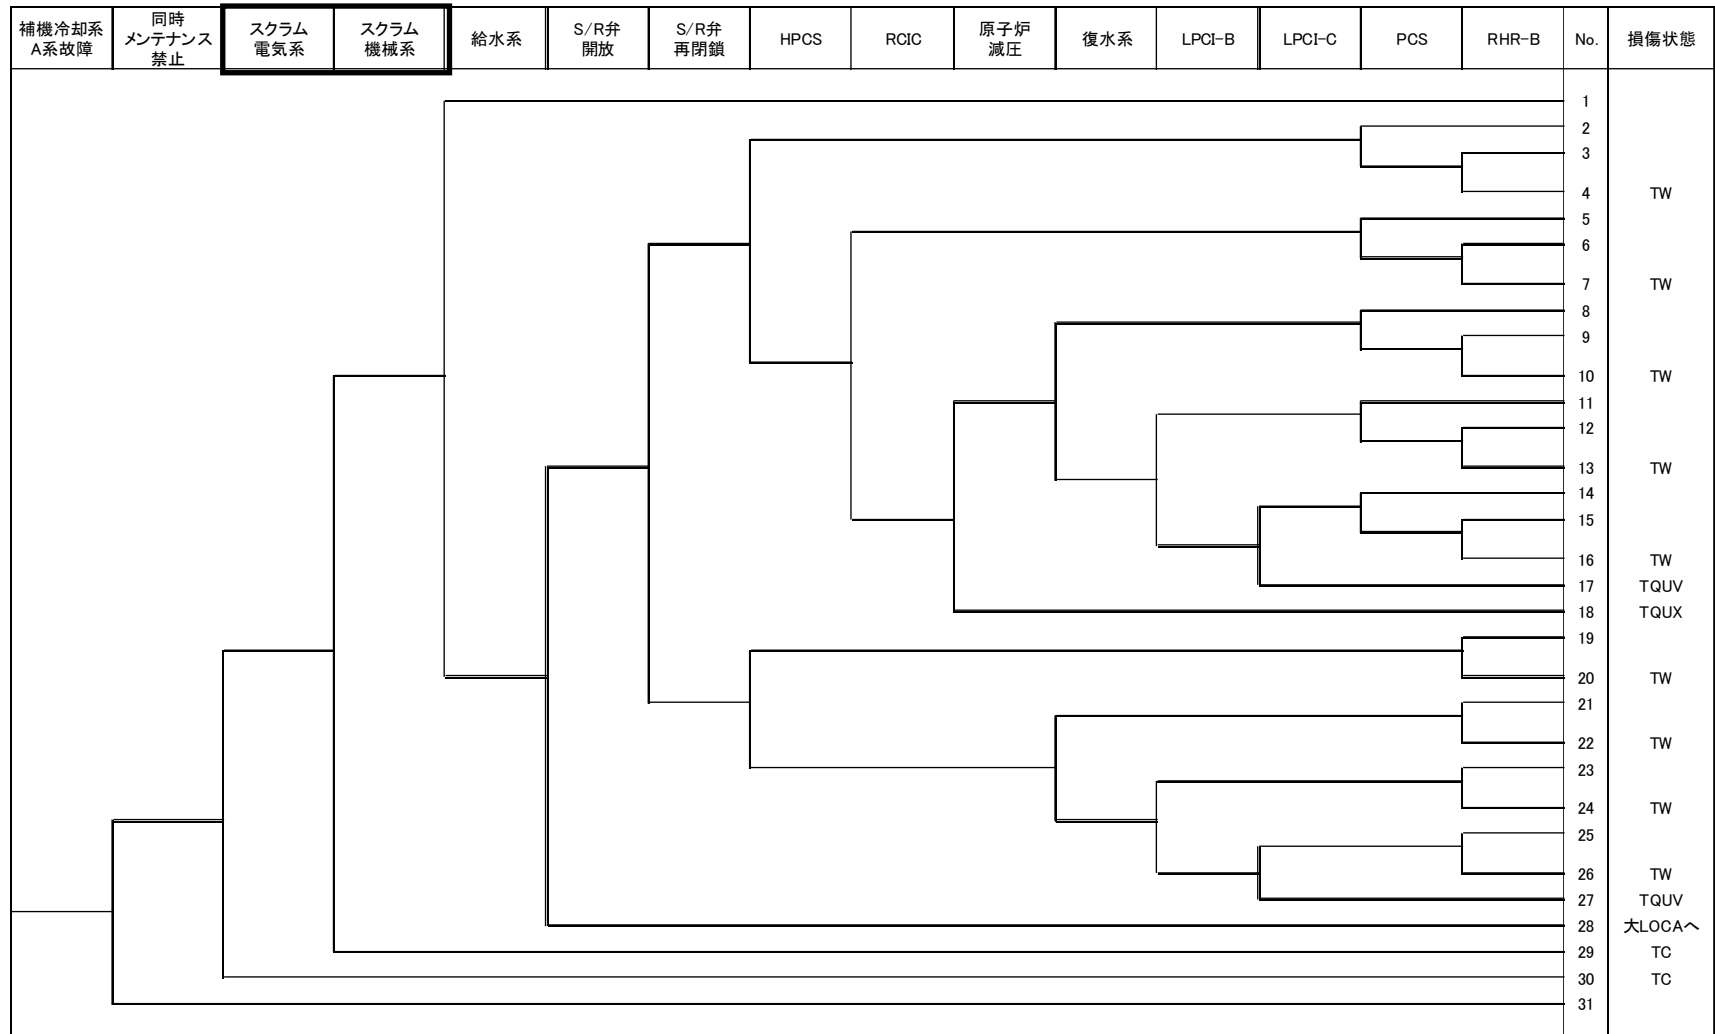 補機冷却系
A系故障
同時
メンテナンス
禁止
スクラム
電気系
スクラム
機械系
給水系
S/R弁
開放
S/R弁
再閉鎖
HPCS
RCIC
原子炉
減圧
復水系
LPCI-B
LPCI-C
PCS
RHR-B
No.
損傷状態
1
2
3
4 TW
5
6
7 TW
8
9
10 TW
11
12
13 TW
14
15
16 TW
17 TQUV
18 TQUX
19
20 TW
21
22 TW
23
24 TW
25
26 TW
27 TQUV
28 大LOCAへ
29 TC
30 TC
31